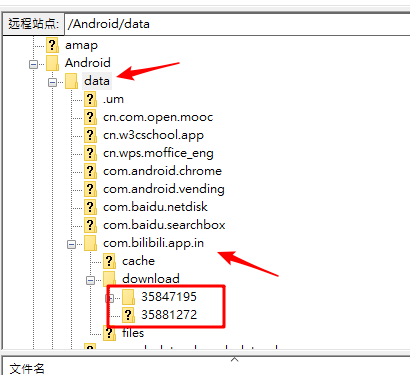 远程站点: /Android/data
amap
Android
data
.um
cn.com.open.mooc
cn.w3cschool.app
cn.wps.moffice_eng
com.android.chrome
com.android.vending
com.baidu.netdisk
com.baidu.searchbox
com.bilibili.app.in
cache
download
35847195
35881272
files
文件名